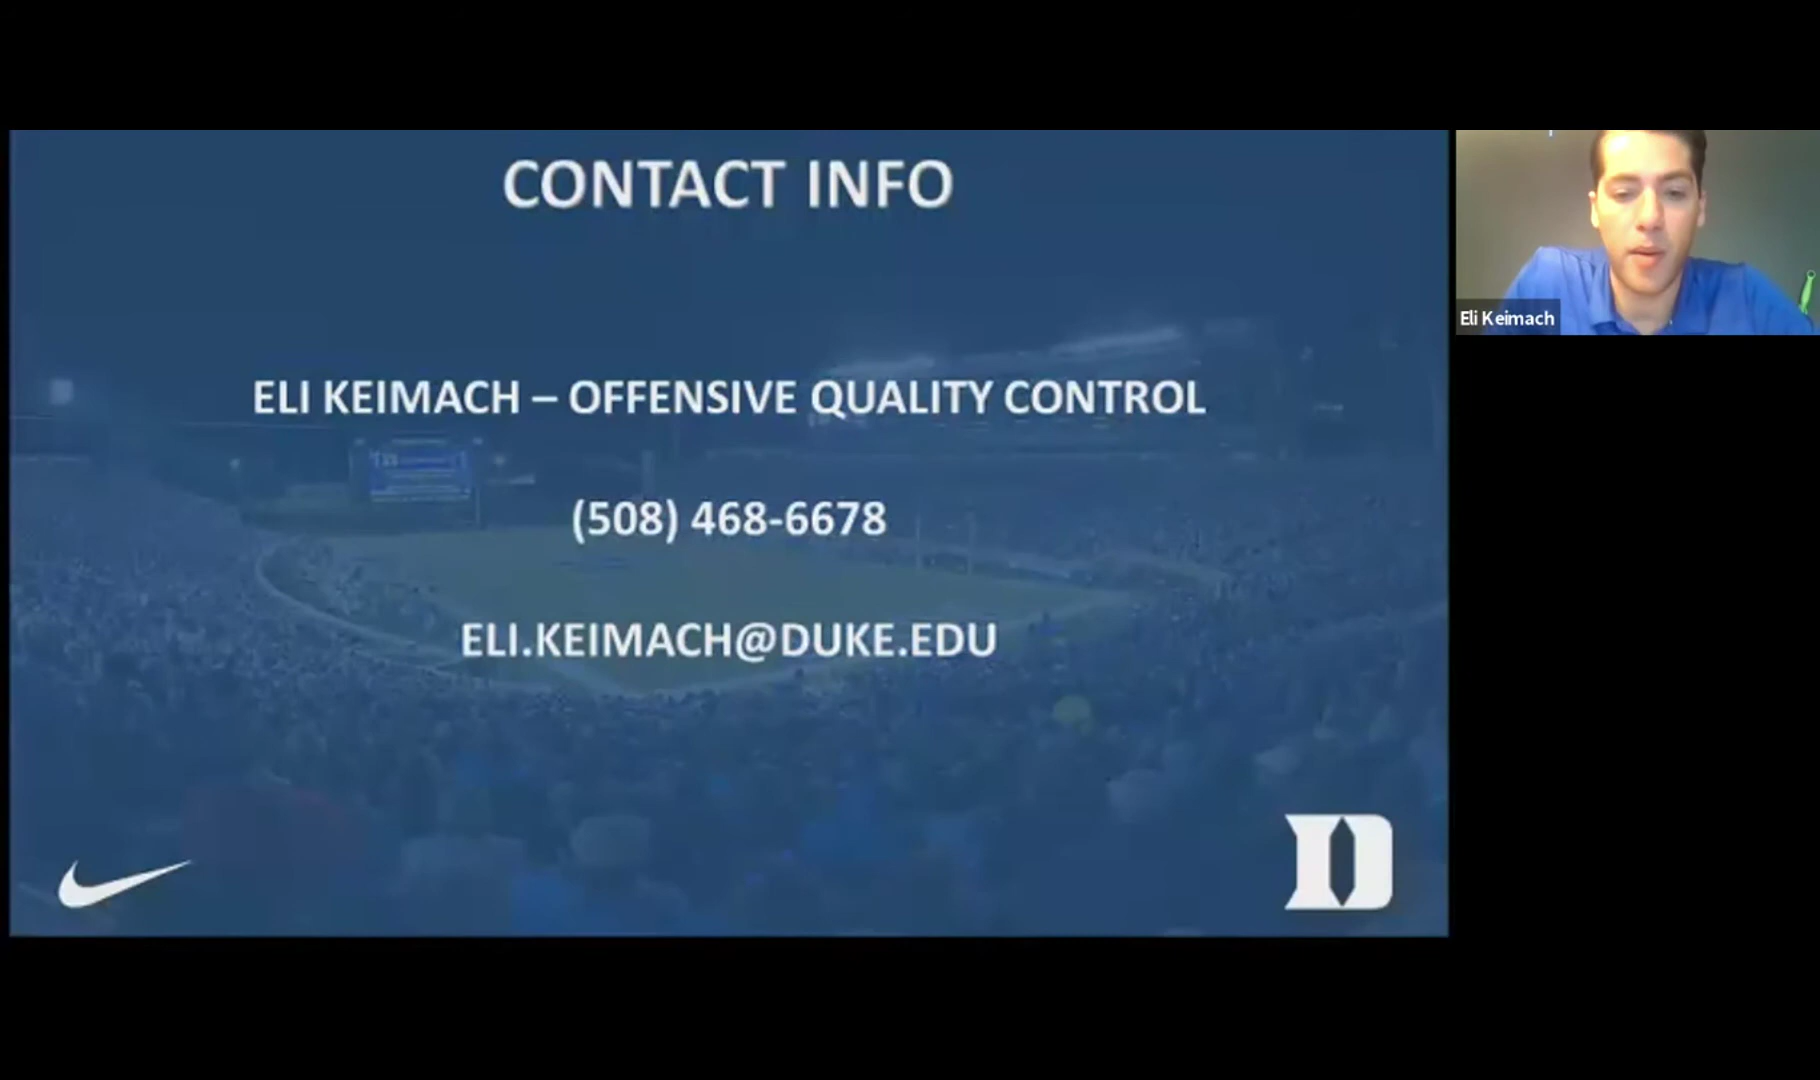 CONTACT INFO
ELI KEIMACH – OFFENSIVE QUALITY CONTROL
(508) 468-6678
ELI.KEIMACH@DUKE.EDU
D
Eli Keimach